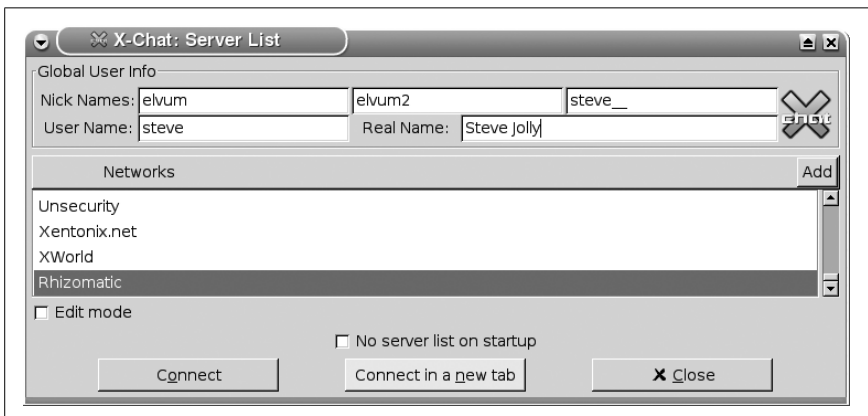 X-Chat: Server List
Global User Info
Nick Names: elvum elvum2 steve__
User Name: steve Real Name: Steve Jolly
chat
Networks Add
Unsecurity
Xentonix.net
XWorld
Rhizomatic
Edit mode
No server list on startup
Connect Connect in a new tab Close